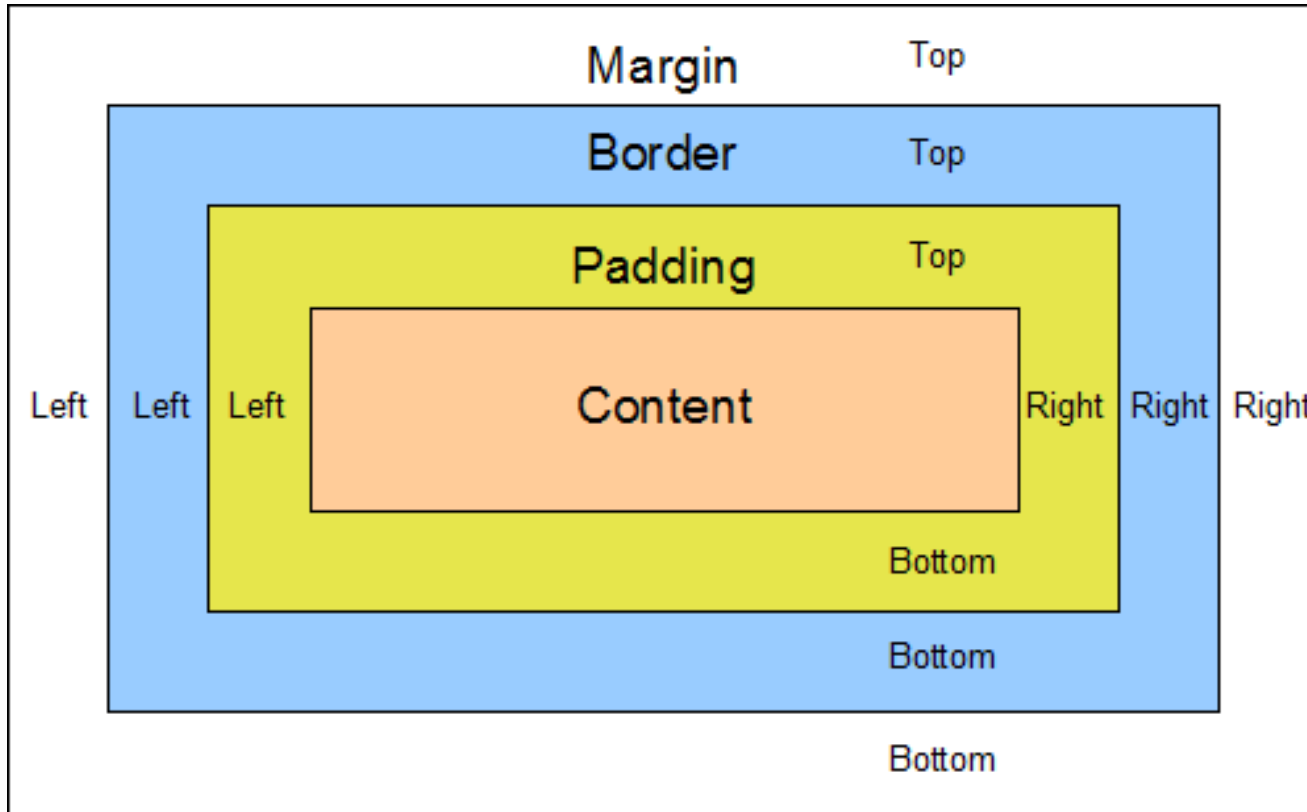 Margin Top
Border Top
Padding Top
Left Left Left Content Right Right Right
Bottom
Bottom
Bottom